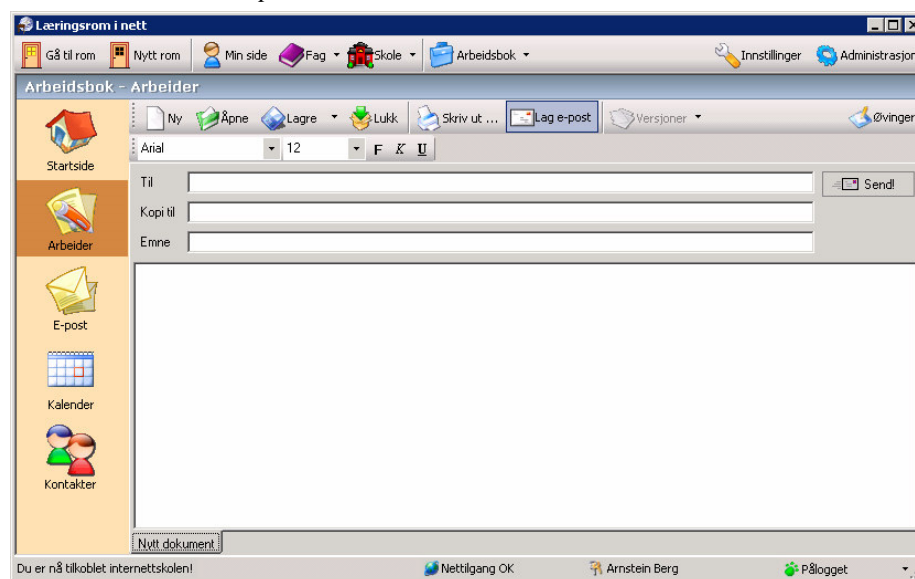 Læringsrom i nett
Gå til rom Nytt rom Min side Fag Skole Arbeidsbok Innstillinger Administrasjon
Arbeidsbok - Arbeider
Ny Åpne Lagre Lukk Skriv ut ... Lag e-post Versjoner Øvinger
Arial 12 F K U
Startside
Til Send!
Kopi til
Arbeider
Emne
E-post
Kalender
Kontakter
Nytt dokument
Du er nå tilkoblet internettskolen! Nettilgang OK Arnstein Berg Pålogget